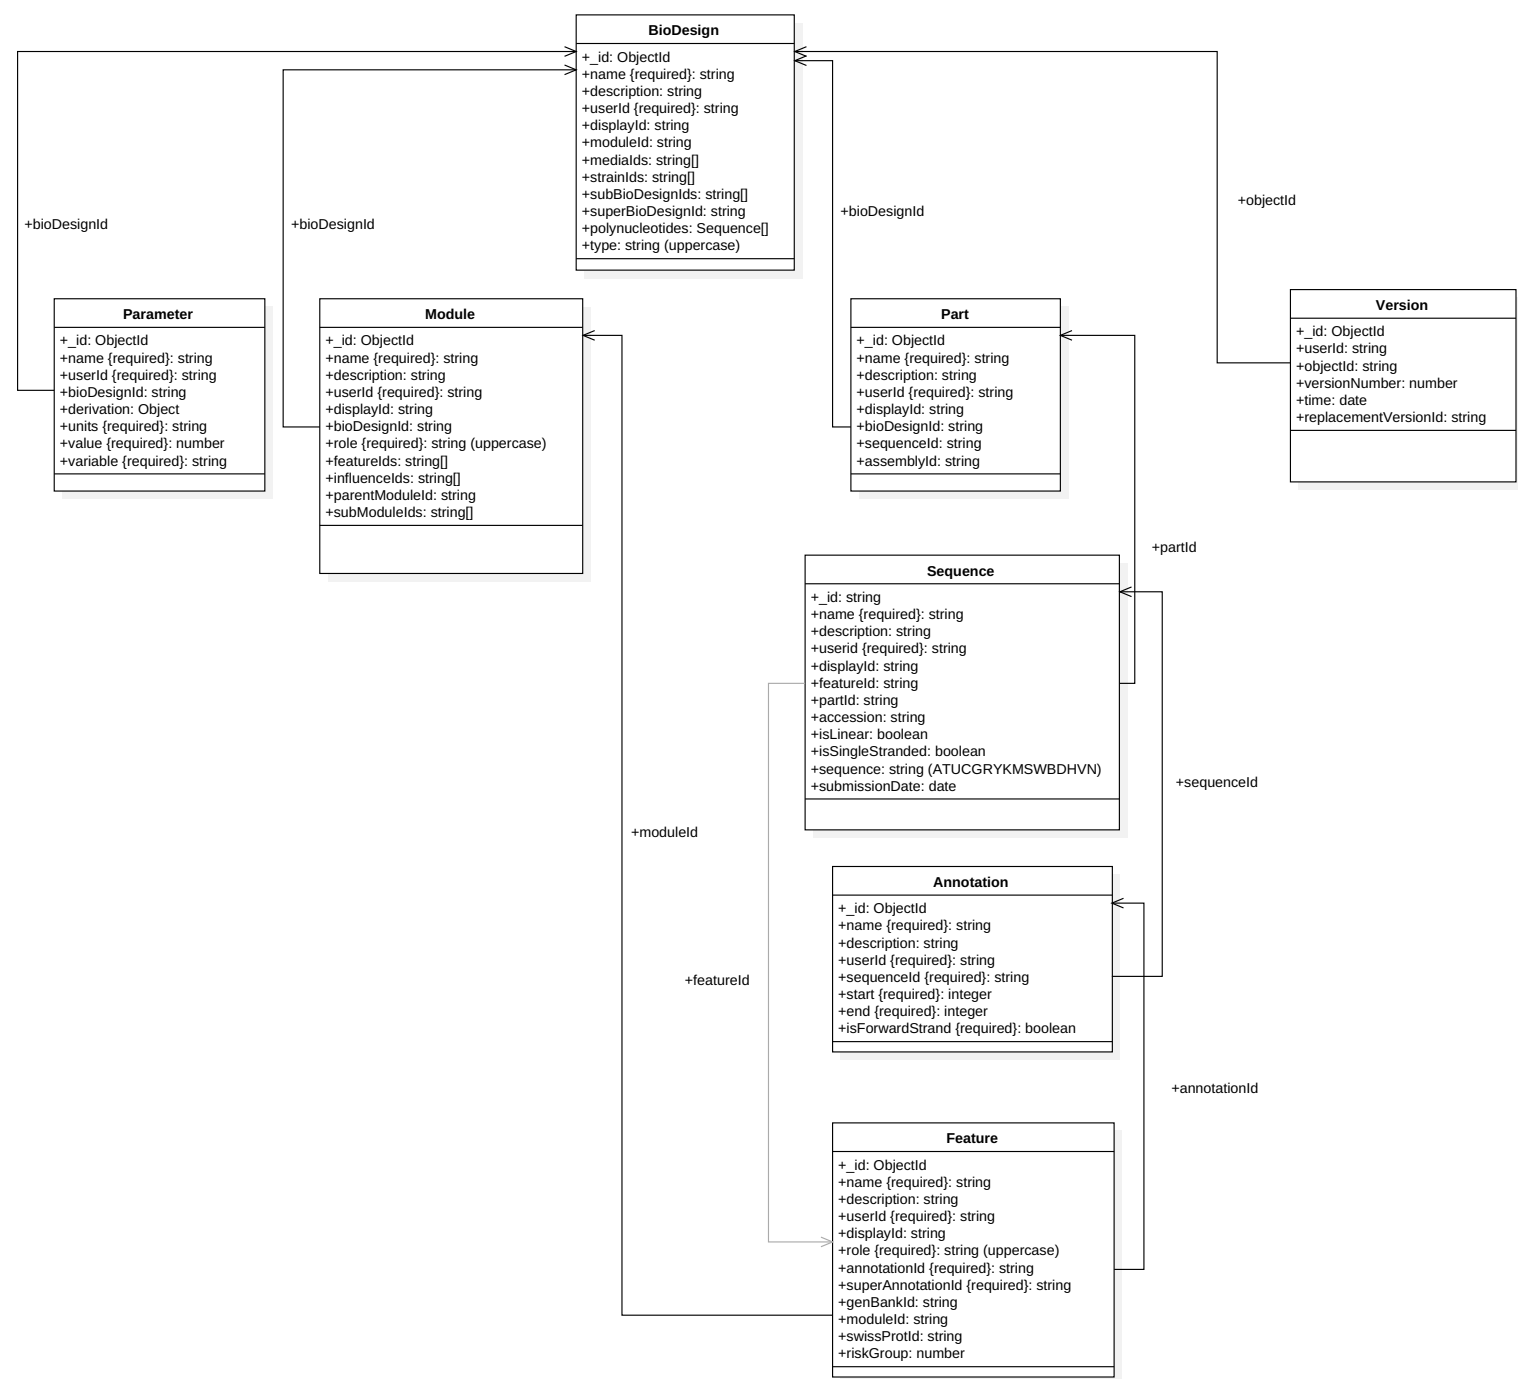 BioDesign
+_id: ObjectId
+name {required}: string
+description: string
+userId {required}: string
+displayId: string
+moduleId: string
+mediaIds: string[]
+strainIds: string[]
+subBioDesignIds: string[]
+superBioDesignId: string
+polynucleotides: Sequence[]
+type: string (uppercase)
+bioDesignId
+bioDesignId
+bioDesignId
+objectId
Parameter
+_id: ObjectId
+name {required}: string
+userId {required}: string
+bioDesignId: string
+derivation: Object
+units {required}: string
+value {required}: number
+variable {required}: string
Module
+_id: ObjectId
+name {required}: string
+description: string
+userId {required}: string
+displayId: string
+bioDesignId: string
+role {required}: string (uppercase)
+featureIds: string[]
+influenceIds: string[]
+parentModuleId: string
+subModuleIds: string[]
Part
+_id: ObjectId
+name {required}: string
+description: string
+userId {required}: string
+displayId: string
+bioDesignId: string
+sequenceId: string
+assemblyId: string
Version
+_id: ObjectId
+userId: string
+objectId: string
+versionNumber: number
+time: date
+replacementVersionId: string
+partId
Sequence
+_id: string
+name {required}: string
+description: string
+userid {required}: string
+displayId: string
+featureId: string
+partId: string
+accession: string
+isLinear: boolean
+isSingleStranded: boolean
+sequence: string (ATUCGRYKMSWBDHVN)
+submissionDate: date
+sequenceId
+moduleId
Annotation
+_id: ObjectId
+name {required}: string
+description: string
+userId {required}: string
+sequenceId {required}: string
+start {required}: integer
+end {required}: integer
+isForwardStrand {required}: boolean
+featureId
+annotationId
Feature
+_id: ObjectId
+name {required}: string
+description: string
+userId {required}: string
+displayId: string
+role {required}: string (uppercase)
+annotationId {required}: string
+superAnnotationId {required}: string
+genBankId: string
+moduleId: string
+swissProtId: string
+riskGroup: number